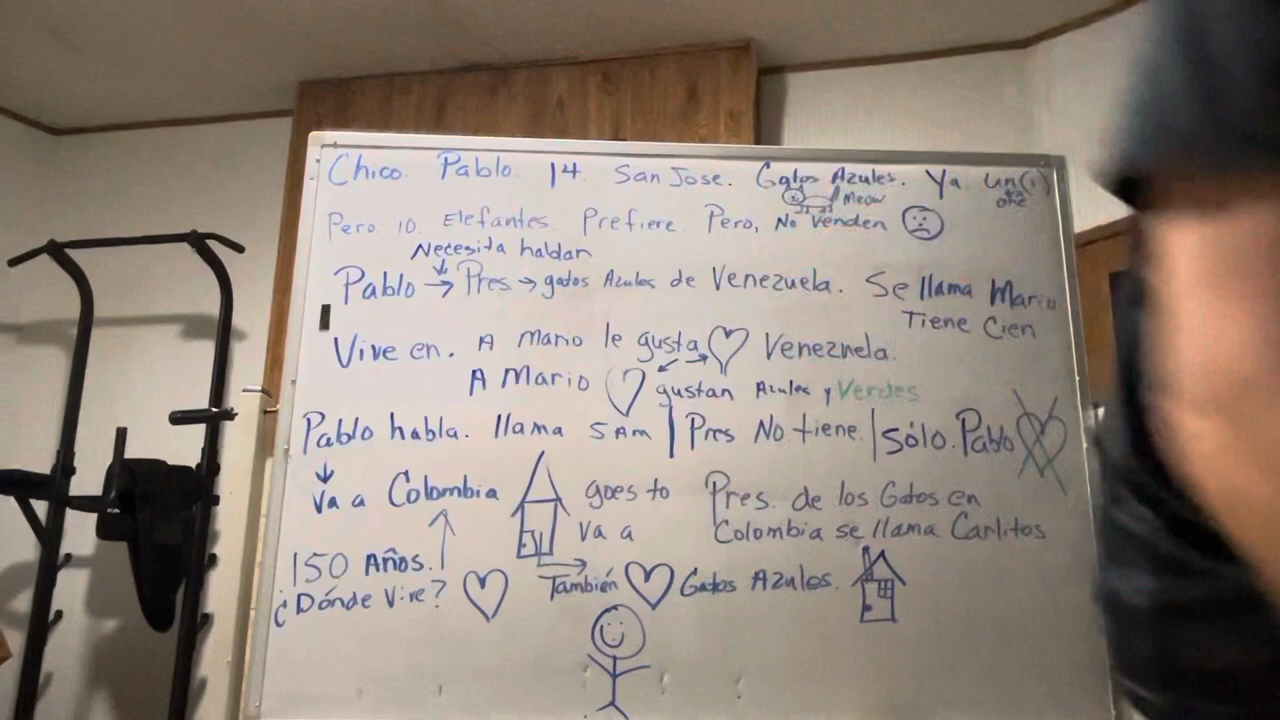 Chico. Pablo. 14. San Jose. Gatos Azules. Ya un(1)
Meow
Pero 10. Elefantes. Prefiere. Pero, No Venden
Necesita hablar
Pablo → Pres → gatos Azules de Venezuela. Se llama Mario
Tiene Cien
Vive en. A Mario le gusta Venezuela.
A Mario gustan Azules y Verdes
Pablo habla. llama SAM | Pres No tiene. | Sólo. Pablo
Va a Colombia goes to Pres. de los Gatos en
va a Colombia se llama Carlitos
150 Años.
También Gatos Azules.
¿Dónde Vive?